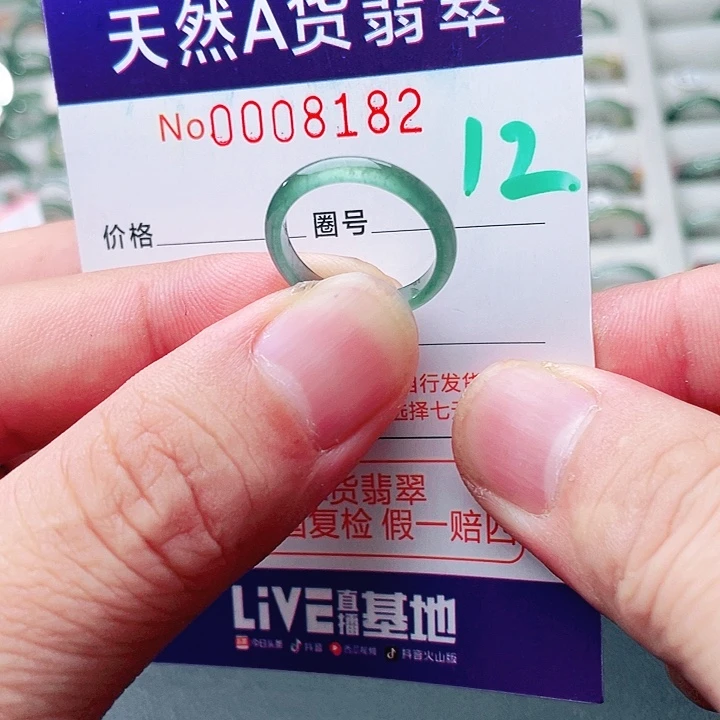 天然A货翡翠
No0008182
12
价格 圈号
自行发货
选择七天
货翡翠
国复检 假一赔四
LiVE直播基地
今日头条 抖音 西瓜视频 抖音火山版